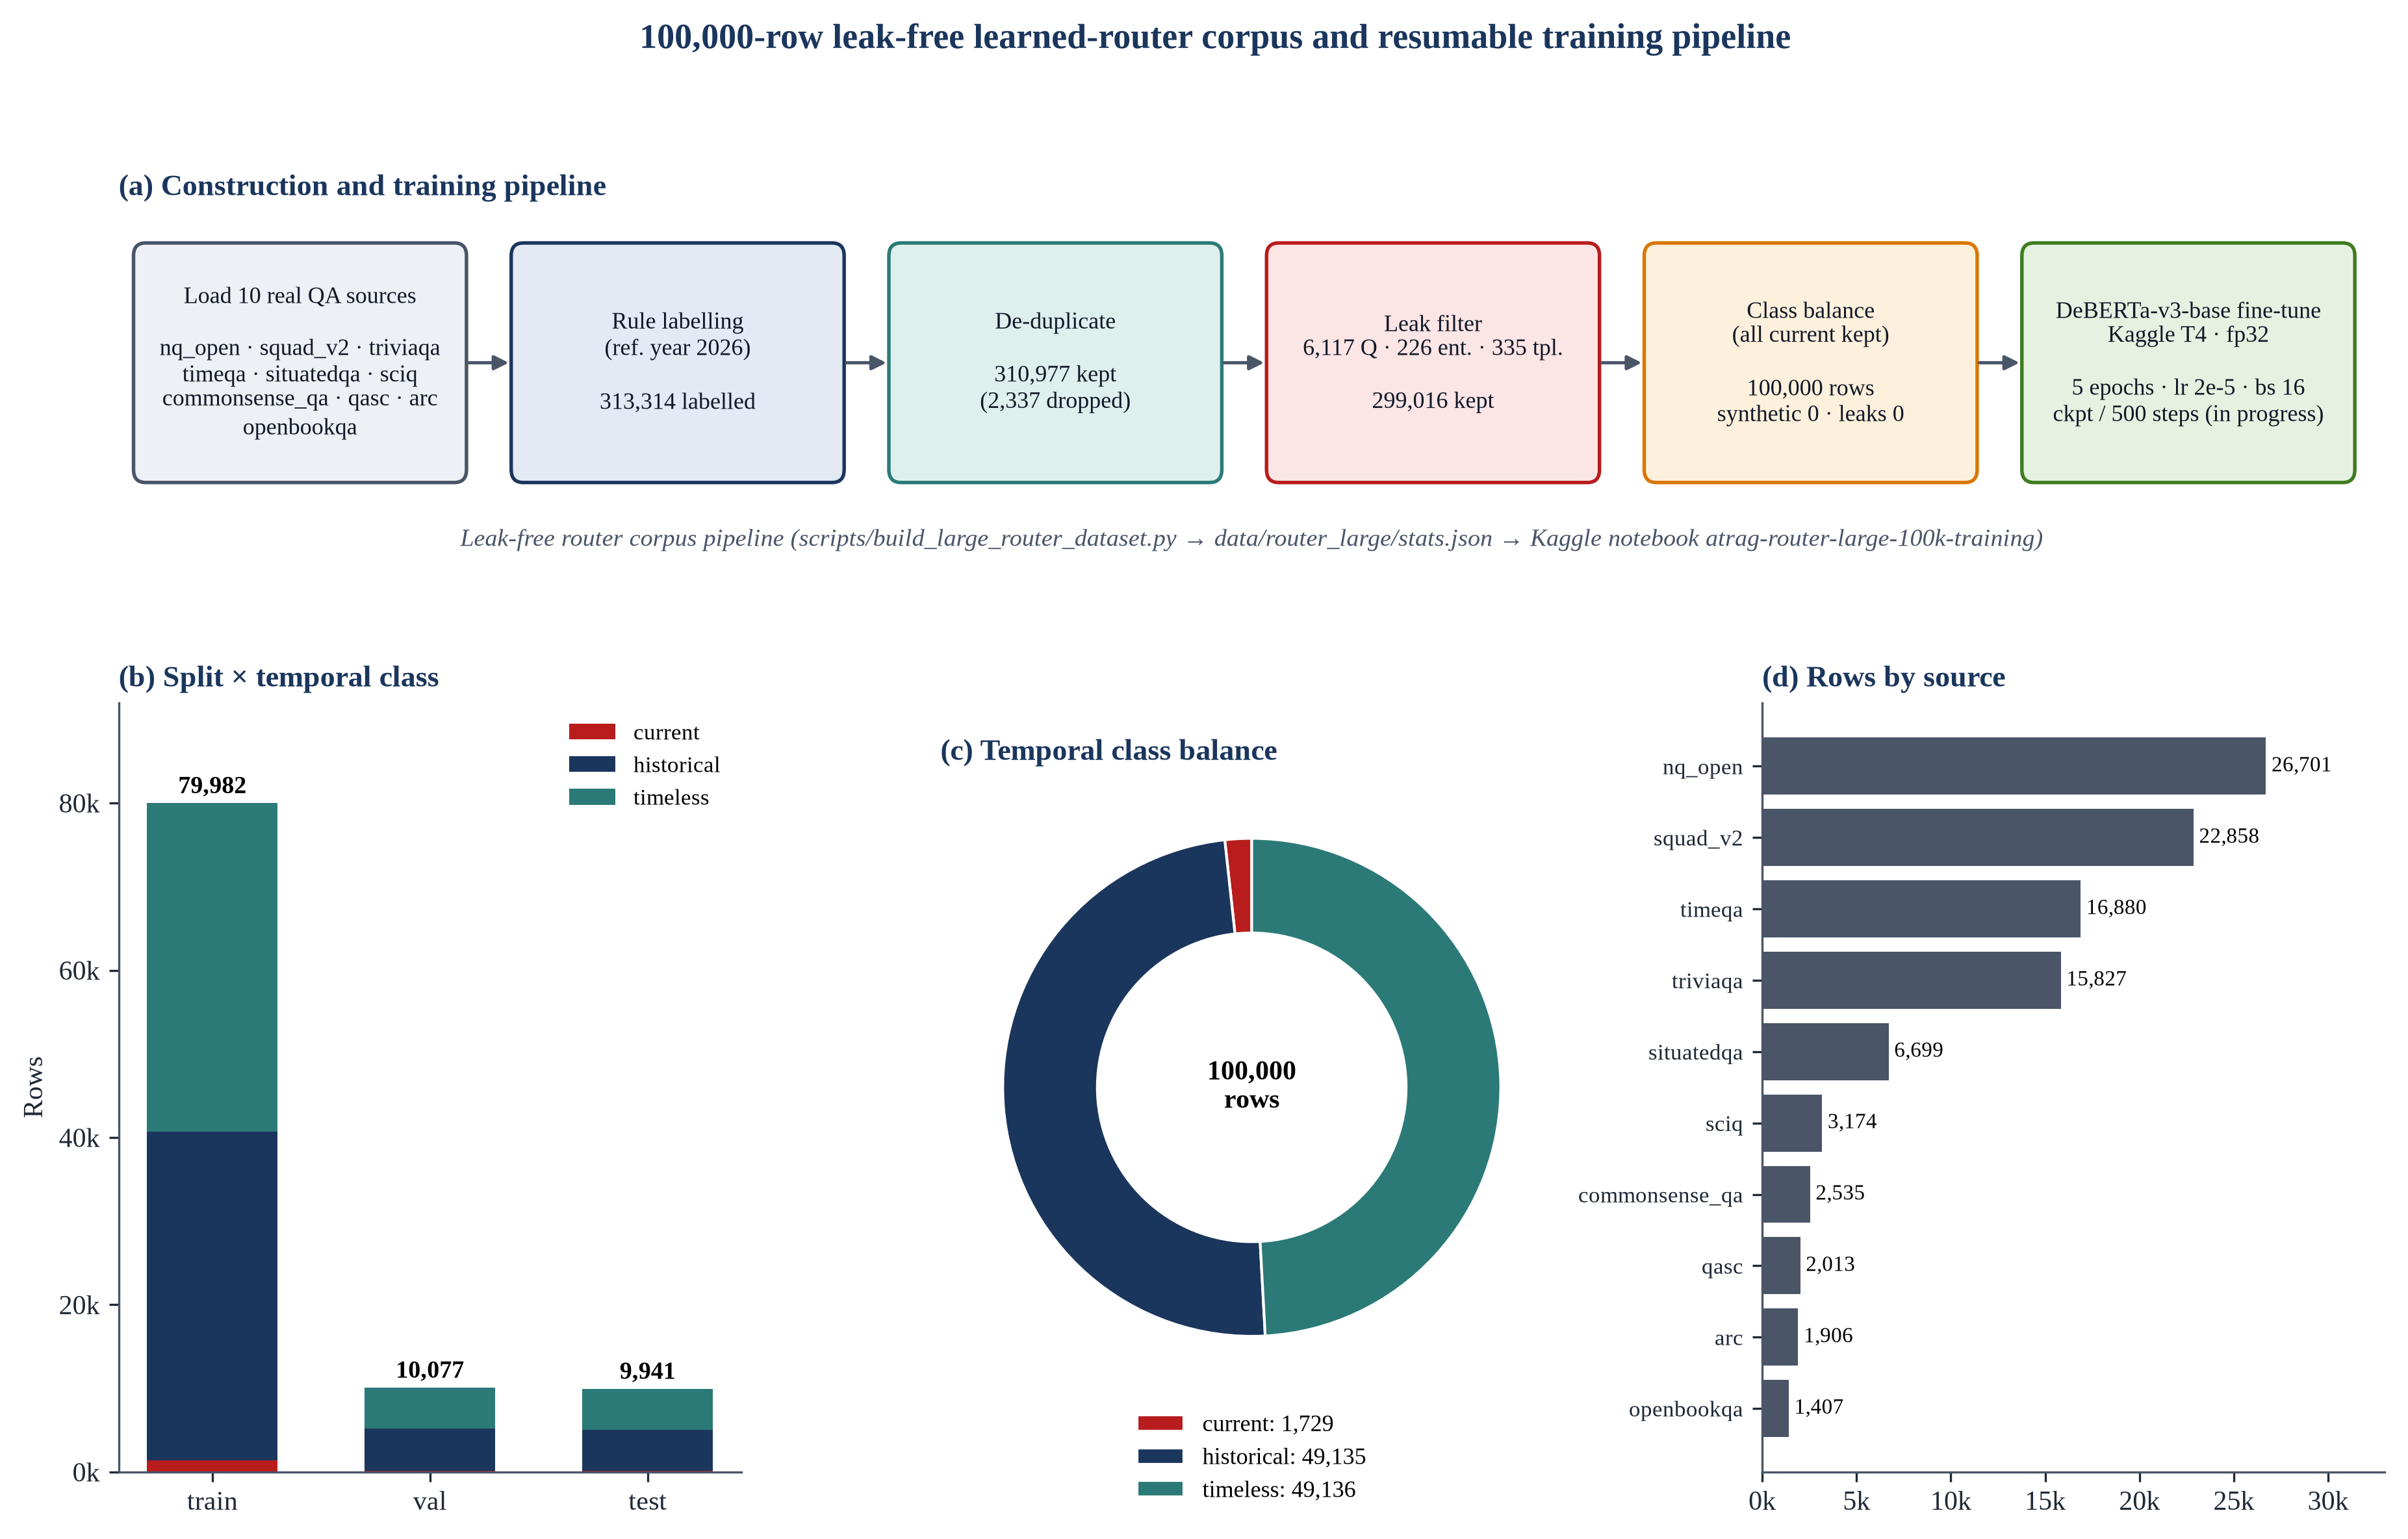 100,000-row leak-free learned-router corpus and resumable training pipeline
(a) Construction and training pipeline
Load 10 real QA sources
nq_open · squad_v2 · triviaqa
timeqa · situatedqa · sciq
commonsense_qa · qasc · arc
openbookqa
Rule labelling
(ref. year 2026)
313,314 labelled
De-duplicate
310,977 kept
(2,337 dropped)
Leak filter
6,117 Q · 226 ent. · 335 tpl.
299,016 kept
Class balance
(all current kept)
100,000 rows
synthetic 0 · leaks 0
DeBERTa-v3-base fine-tune
Kaggle T4 · fp32
5 epochs · lr 2e-5 · bs 16
ckpt / 500 steps (in progress)
Leak-free router corpus pipeline (scripts/build_large_router_dataset.py → data/router_large/stats.json → Kaggle notebook atrag-router-large-100k-training)
(b) Split × temporal class
current
historical
timeless
Rows
80k
60k
40k
20k
0k
79,982
10,077
9,941
train
val
test
(c) Temporal class balance
100,000
rows
current: 1,729
historical: 49,135
timeless: 49,136
(d) Rows by source
nq_open 26,701
squad_v2 22,858
timeqa 16,880
triviaqa 15,827
situatedqa 6,699
sciq 3,174
commonsense_qa 2,535
qasc 2,013
arc 1,906
openbookqa 1,407
0k 5k 10k 15k 20k 25k 30k